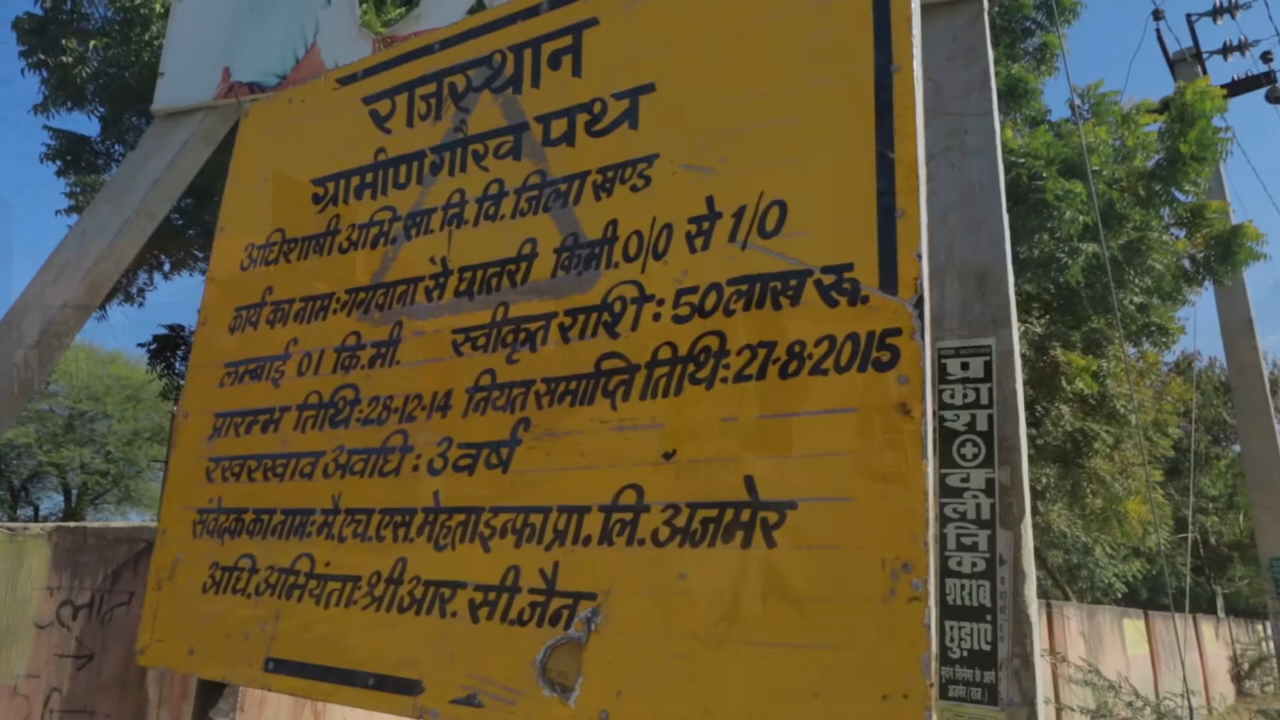 राजस्थान
ग्रामीण गौरव पथ
अधिशाषी अभि. सा. नि. वि. जिला खण्ड
कार्य का नाम: गगवाना सै घातरी किमी. 0/0 से 1/0
लम्बाई 01 कि.मी. स्वीकृत राशि: 50 लाख रू.
प्रारम्भ तिथि: 28-12-14 नियत समाप्ति तिथि: 27-8-2015
रखरखाव अवधि: 3 वर्ष
संवेदक का नाम: मै. एच. एस. मेहता इन्फा प्रा. लि. अजमेर
अधि. अभियंता: श्री आर. सी. जैन
प्रकाश
क्लीनिक
शराब
छुड़ाएं
मृदंग सिनेमा के आगे
अजमेर (राज.)